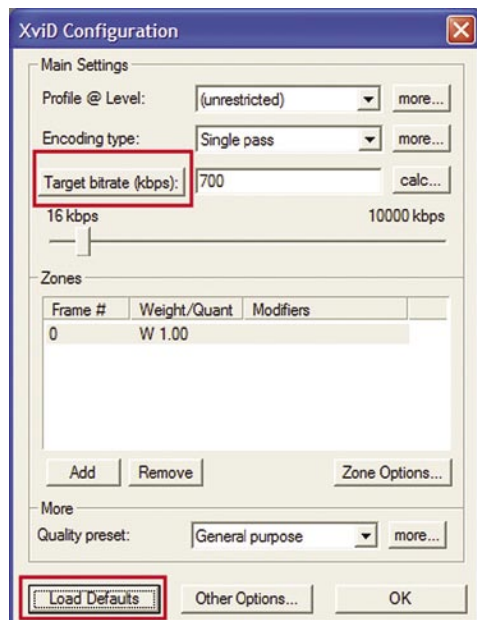 XviD Configuration
Main Settings
Profile @ Level: (unrestricted) more...
Encoding type: Single pass more...
Target bitrate (kbps): 700 calc...
16 kbps 10000 kbps
Zones
Frame # Weight/Quant Modifiers
0 W 1.00
Add Remove Zone Options...
More
Quality preset: General purpose more...
Load Defaults Other Options... OK